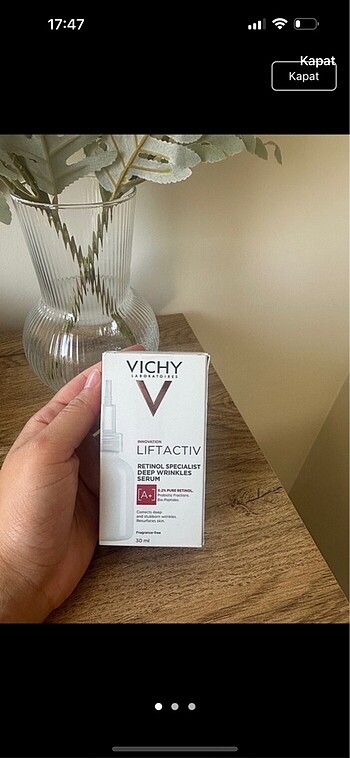 17:47
Kapat
Kapat
VICHY
LABORATOIRES
INNOVATION
LIFTACTIV
RETINOL SPECIALIST
DEEP WRINKLES
SERUM
[A+]
0.2% PURE RETINOL.
Probiotic Fractions
Bio-Peptides
Corrects deep
and stubborn wrinkles.
Resurfaces skin.
Fragrance-free
30 ml